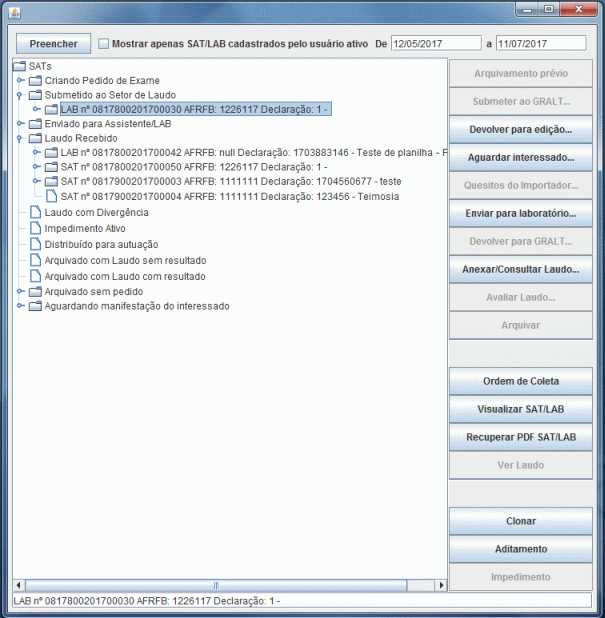 Preencher
Mostrar apenas SAT/LAB cadastrados pelo usuário ativo De 12/05/2017 a 11/07/2017
SATs
Criando Pedido de Exame
Submetido ao Setor de Laudo
LAB nº 0817800201700030 AFRFB: 1226117 Declaração: 1 -
Enviado para Assistente/LAB
Laudo Recebido
LAB nº 0817800201700042 AFRFB: null Declaração: 1703883146 - Teste de planilha - F
SAT nº 0817800201700050 AFRFB: 1226117 Declaração: 1 -
SAT nº 0817900201700003 AFRFB: 1111111 Declaração: 1704560677 - teste
SAT nº 0817900201700004 AFRFB: 1111111 Declaração: 123456 - Teimosia
Laudo com Divergência
Impedimento Ativo
Distribuído para autuação
Arquivado com Laudo sem resultado
Arquivado com Laudo com resultado
Arquivado sem pedido
Aguardando manifestação do interessado
Arquivamento prévio
Submeter ao GRALT...
Devolver para edição...
Aguardar interessado...
Quesitos do Importador...
Enviar para laboratório...
Devolver para GRALT...
Anexar/Consultar Laudo...
Avaliar Laudo...
Arquivar
Ordem de Coleta
Visualizar SAT/LAB
Recuperar PDF SAT/LAB
Ver Laudo
Clonar
Aditamento
Impedimento
LAB nº 0817800201700030 AFRFB: 1226117 Declaração: 1 -